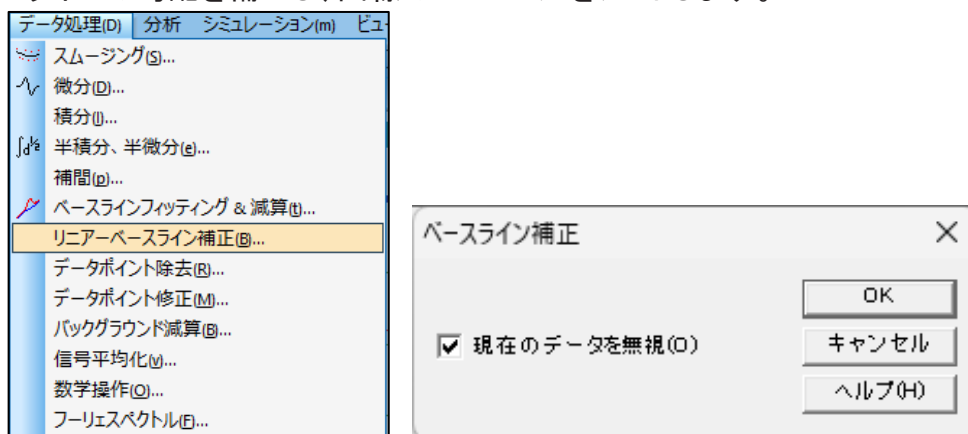 データ処理(D) 分析 シミュレーション(m) ビュ
スムージング(S)...
微分(D)...
積分(I)...
半積分、半微分(e)...
補間(p)...
ベースラインフィッティング & 減算(t)...
リニアーベースライン補正(B)...
データポイント除去(R)...
データポイント修正(M)...
バックグラウンド減算(B)...
信号平均化(v)...
数学操作(O)...
フーリェスペクトル(F)...
ベースライン補正
現在のデータを無視(O)
OK
キャンセル
ヘルプ(H)